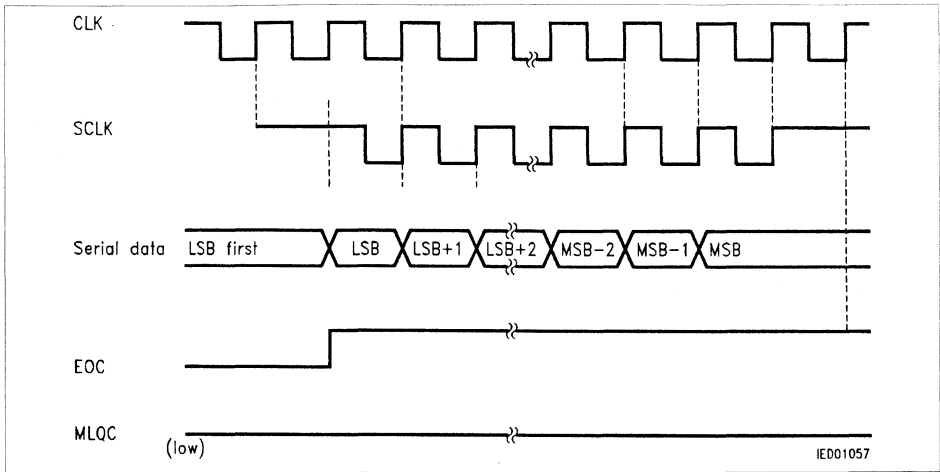 CLK
SCLK
Serial data LSB first LSB LSB+1 LSB+2 MSB-2 MSB-1 MSB
EOC
MLQC (low)
IED01057